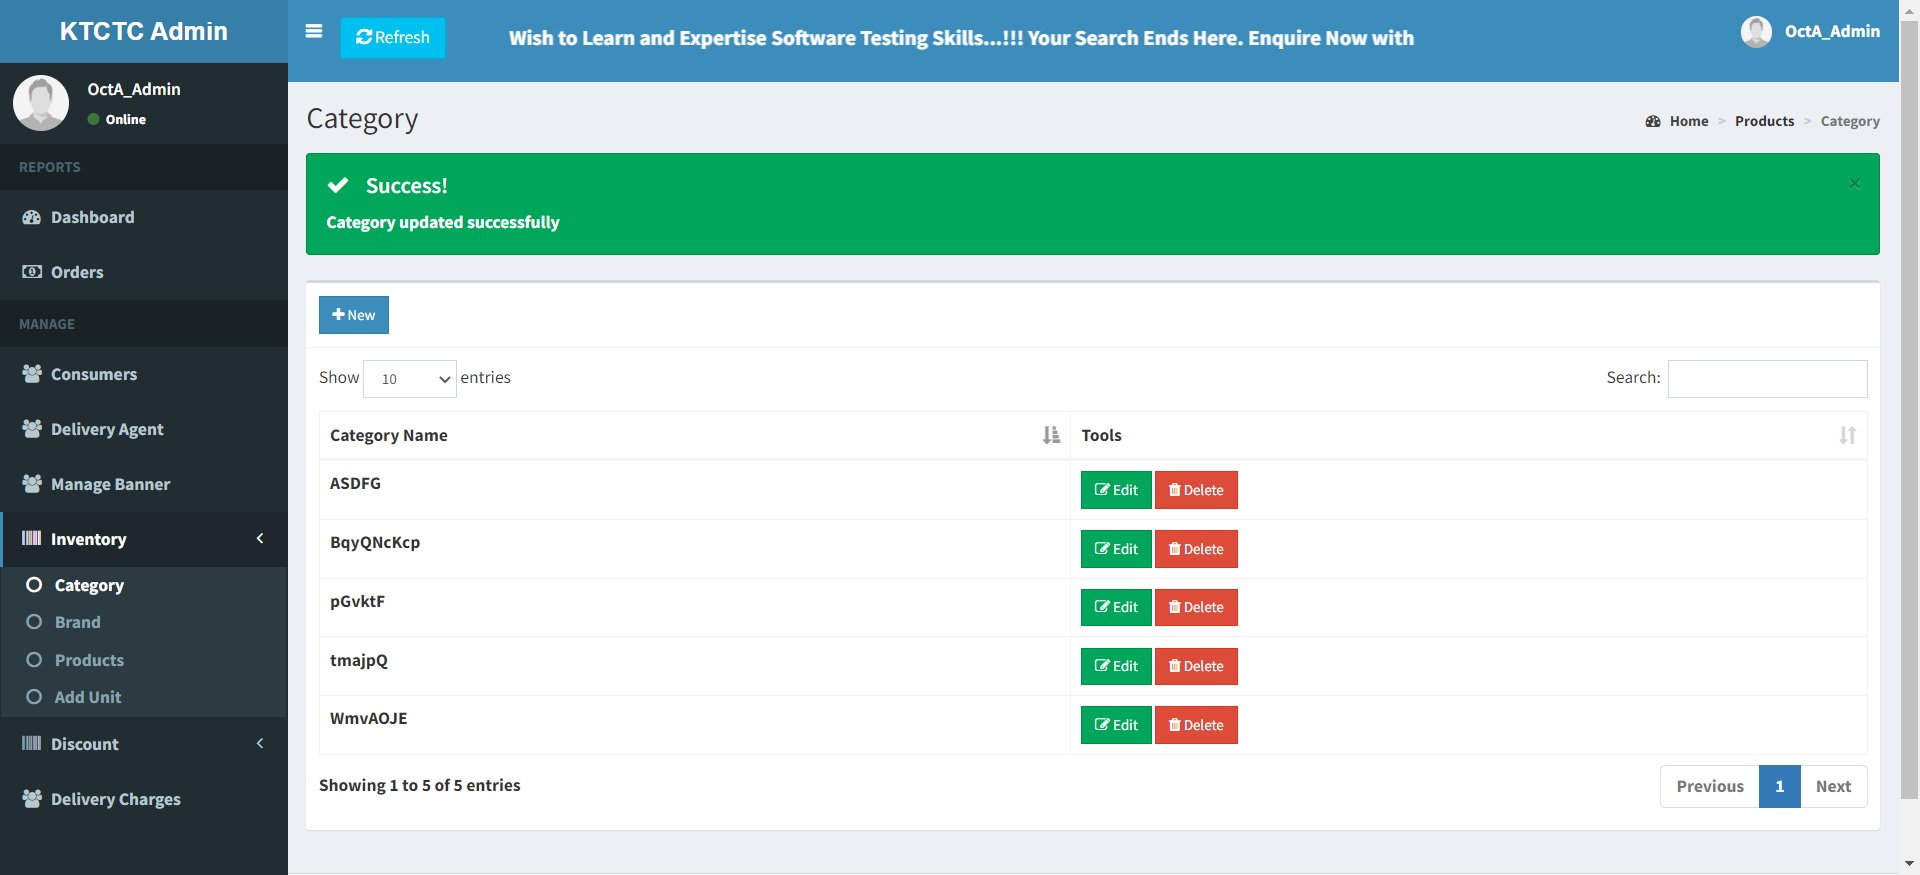 KTCTC Admin
Refresh
Wish to Learn and Expertise Software Testing Skills...!!! Your Search Ends Here. Enquire Now with
OctA_Admin
OctA_Admin
Online
REPORTS
Dashboard
Orders
MANAGE
Consumers
Delivery Agent
Manage Banner
Inventory
Category
Brand
Products
Add Unit
Discount
Delivery Charges
Category
Home > Products > Category
Success!
×
Category updated successfully
New
Show 10 entries
Search:
Category Name Tools
ASDFG Edit Delete
BqyQNcKcp Edit Delete
pGvktF Edit Delete
tmajpQ Edit Delete
WmvAOJE Edit Delete
Showing 1 to 5 of 5 entries
Previous 1 Next